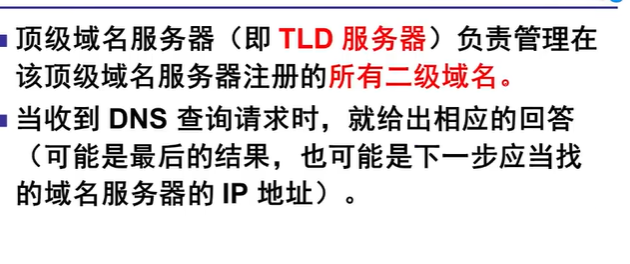 顶级域名服务器（即 TLD 服务器）负责管理在
该顶级域名服务器注册的所有二级域名。
当收到 DNS 查询请求时，就给出相应的回答
（可能是最后的结果，也可能是下一步应当找
的域名服务器的 IP 地址）。